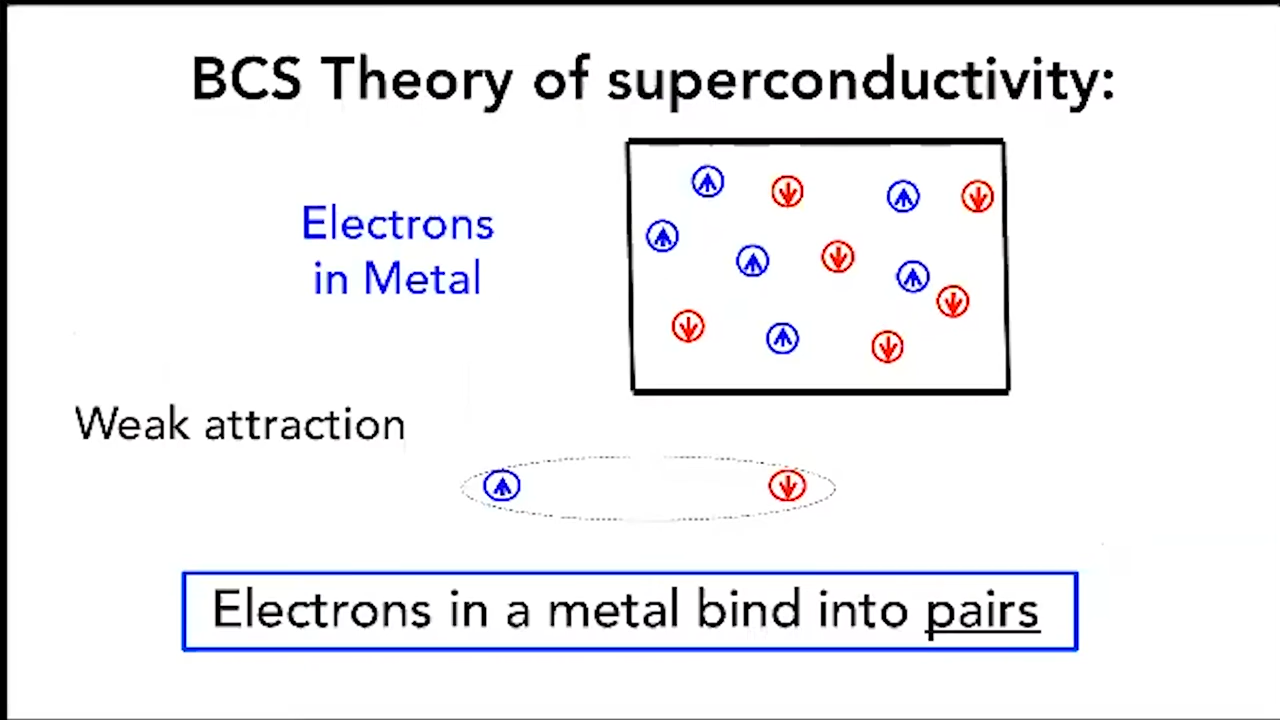 BCS Theory of superconductivity:
Electrons
in Metal
Weak attraction
Electrons in a metal bind into pairs